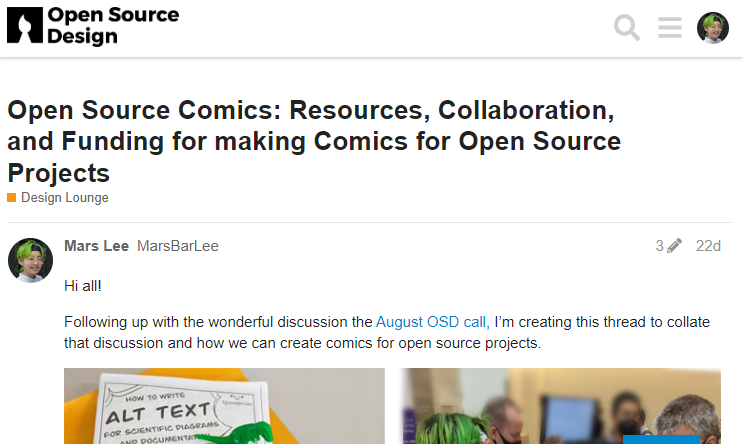 Open Source
Design
Open Source Comics: Resources, Collaboration,
and Funding for making Comics for Open Source
Projects
Design Lounge
Mars Lee MarsBarLee
3 22d
Hi all!
Following up with the wonderful discussion the August OSD call, I'm creating this thread to collate
that discussion and how we can create comics for open source projects.
HOW TO WRITE
ALT TEXT
FOR SCIENTIFIC DIAGRAMS
AND